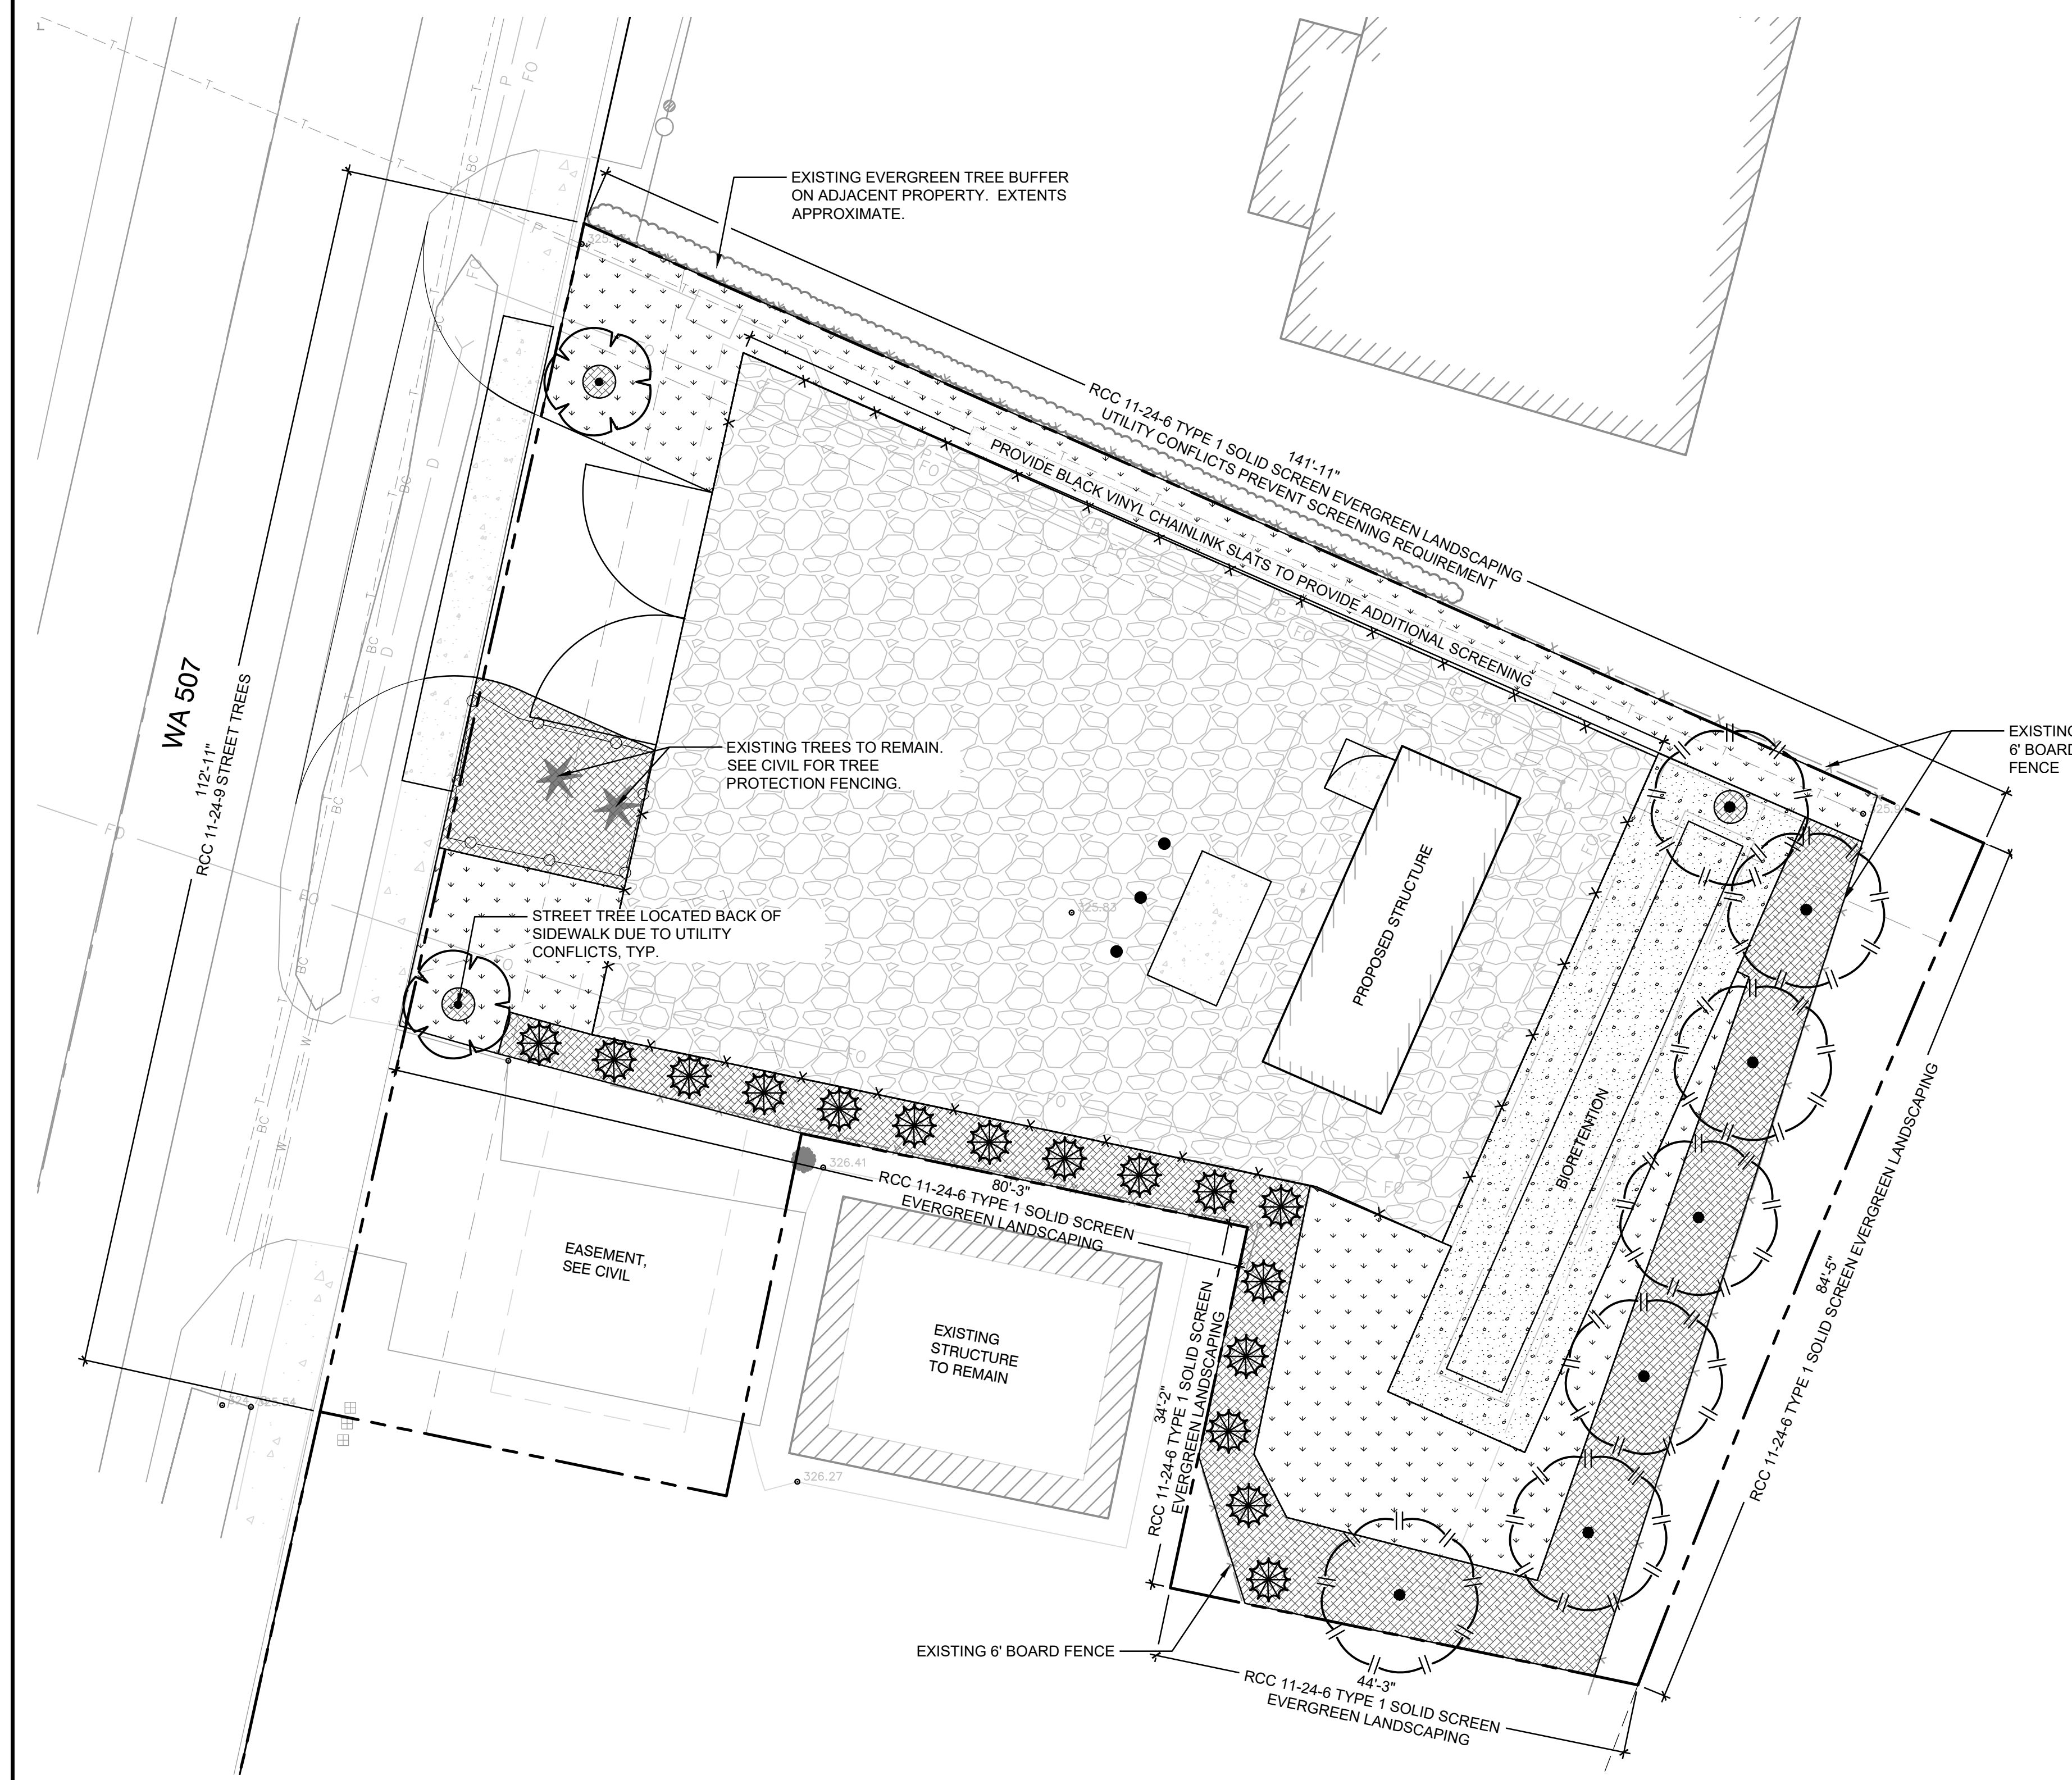 EXISTING EVERGREEN TREE BUFFER
ON ADJACENT PROPERTY.  EXTENTS
APPROXIMATE.
141'-11"
RCC 11-24-6 TYPE 1 SOLID SCREEN EVERGREEN LANDSCAPING
UTILITY CONFLICTS PREVENT SCREENING REQUIREMENT
PROVIDE BLACK VINYL CHAINLINK SLATS TO PROVIDE ADDITIONAL SCREENING
WA 507
112'-11"
RCC 11-24-9 STREET TREES
EXISTING
6' BOARD
FENCE
EXISTING TREES TO REMAIN.
SEE CIVIL FOR TREE
PROTECTION FENCING.
PROPOSED STRUCTURE
325.83
STREET TREE LOCATED BACK OF
SIDEWALK DUE TO UTILITY
CONFLICTS, TYP.
BIORETENTION
84'-5"
RCC 11-24-6 TYPE 1 SOLID SCREEN EVERGREEN LANDSCAPING
326.41
80'-3"
RCC 11-24-6 TYPE 1 SOLID SCREEN
EVERGREEN LANDSCAPING
EASEMENT,
SEE CIVIL
EXISTING
STRUCTURE
TO REMAIN
34'-2"
RCC 11-24-6 TYPE 1 SOLID SCREEN
EVERGREEN LANDSCAPING
325.54
326.27
EXISTING 6' BOARD FENCE
44'-3"
RCC 11-24-6 TYPE 1 SOLID SCREEN
EVERGREEN LANDSCAPING